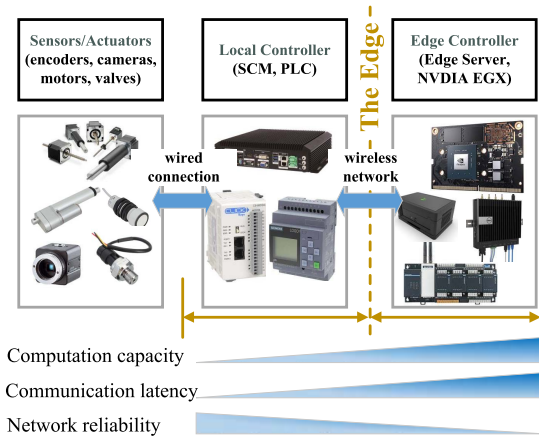 Sensors/Actuators
(encoders, cameras,
motors, valves)
Local Controller
(SCM, PLC)
The Edge
Edge Controller
(Edge Server,
NVIDIA EGX)
wired
connection
wireless
network
Computation capacity
Communication latency
Network reliability